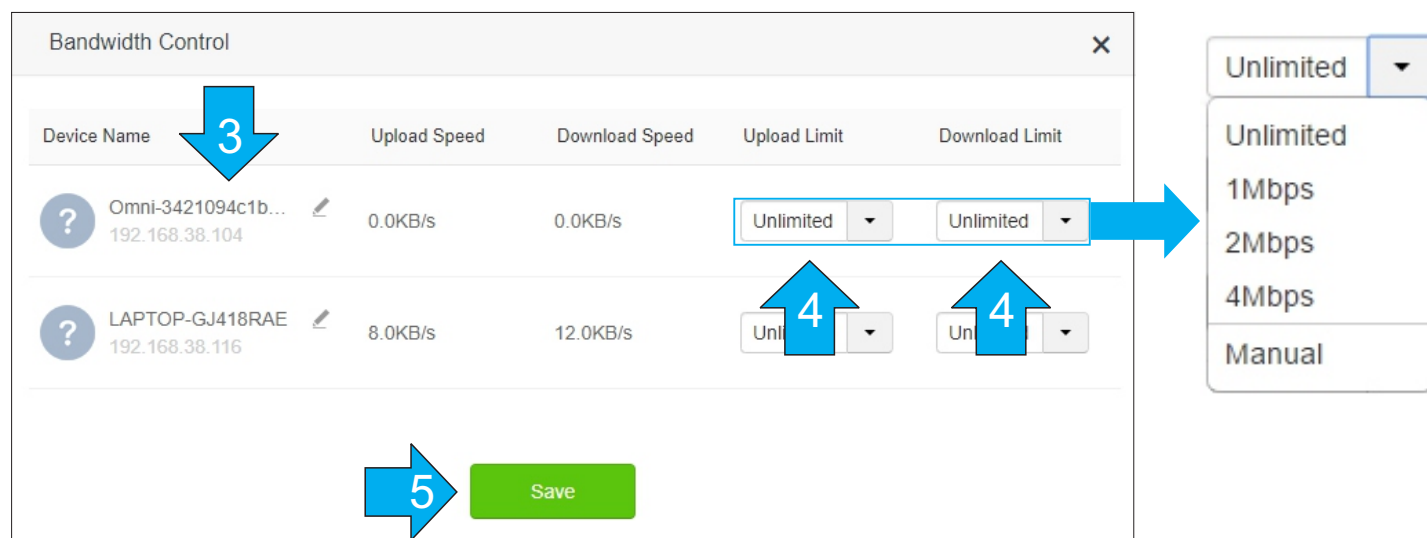 Bandwidth Control
3
Device Name Upload Speed Download Speed Upload Limit Download Limit
Omni-3421094c1b... 0.0KB/s 0.0KB/s Unlimited Unlimited
192.168.38.104
4 4
LAPTOP-GJ418RAE 8.0KB/s 12.0KB/s
192.168.38.116
5 Save
Unlimited
Unlimited
1Mbps
2Mbps
4Mbps
Manual